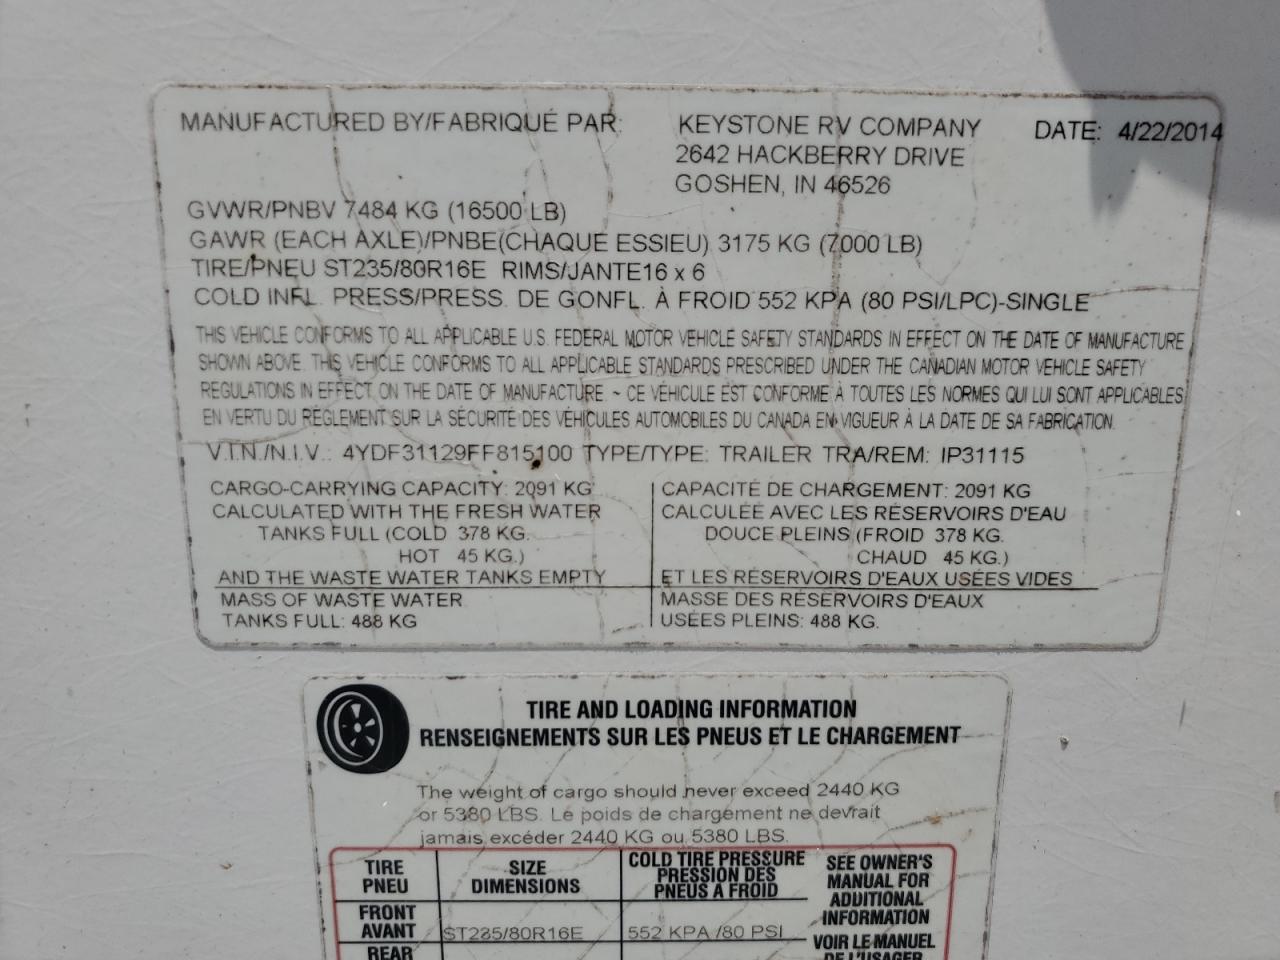 MANUFACTURED BY/FABRIQUÉ PAR: KEYSTONE RV COMPANY DATE: 4/22/2014
2642 HACKBERRY DRIVE
GOSHEN, IN 46526
GVWR/PNBV 7484 KG (16500 LB)
GAWR (EACH AXLE)/PNBE(CHAQUE ESSIEU) 3175 KG (7000 LB)
TIRE/PNEU ST235/80R16E RIMS/JANTE16 x 6
COLD INFL. PRESS/PRESS. DE GONFL. À FROID 552 KPA (80 PSI/LPC)-SINGLE
THIS VEHICLE CONFORMS TO ALL APPLICABLE U.S. FEDERAL MOTOR VEHICLE SAFETY STANDARDS IN EFFECT ON THE DATE OF MANUFACTURE
SHOWN ABOVE. THIS VEHICLE CONFORMS TO ALL APPLICABLE STANDARDS PRESCRIBED UNDER THE CANADIAN MOTOR VEHICLE SAFETY
REGULATIONS IN EFFECT ON THE DATE OF MANUFACTURE. ~ CE VÉHICULE EST CONFORME À TOUTES LES NORMES QUI LUI SONT APPLICABLES
EN VERTU DU RÉGLEMENT SUR LA SÉCURITÉ DES VÉHICULES AUTOMOBILES DU CANADA EN VIGUEUR À LA DATE DE SA FABRICATION.
V.I.N./N.I.V.: 4YDF31129FF815100 TYPE/TYPE: TRAILER TRA/REM: IP31115
CARGO-CARRYING CAPACITY: 2091 KG
CALCULATED WITH THE FRESH WATER
TANKS FULL (COLD 378 KG.
HOT 45 KG.)
AND THE WASTE WATER TANKS EMPTY
MASS OF WASTE WATER
TANKS FULL: 488 KG
CAPACITÉ DE CHARGEMENT: 2091 KG
CALCULÉE AVEC LES RÉSERVOIRS D'EAU
DOUCE PLEINS (FROID 378 KG.
CHAUD 45 KG.)
ET LES RÉSERVOIRS D'EAUX USÉES VIDES
MASSE DES RÉSERVOIRS D'EAUX
USÉES PLEINS: 488 KG.
TIRE AND LOADING INFORMATION
RENSEIGNEMENTS SUR LES PNEUS ET LE CHARGEMENT
The weight of cargo should never exceed 2440 KG
or 5380 LBS. Le poids de chargement ne devrait
jamais excéder 2440 KG ou 5380 LBS.
TIRE
PNEU
SIZE
DIMENSIONS
COLD TIRE PRESSURE
PRESSION DES
PNEUS A FROID
SEE OWNER'S
MANUAL FOR
ADDITIONAL
INFORMATION
FRONT
AVANT
ST235/80R16E
552 KPA /80 PSI
VOIR LE MANUEL
DE L'USAGER
REAR